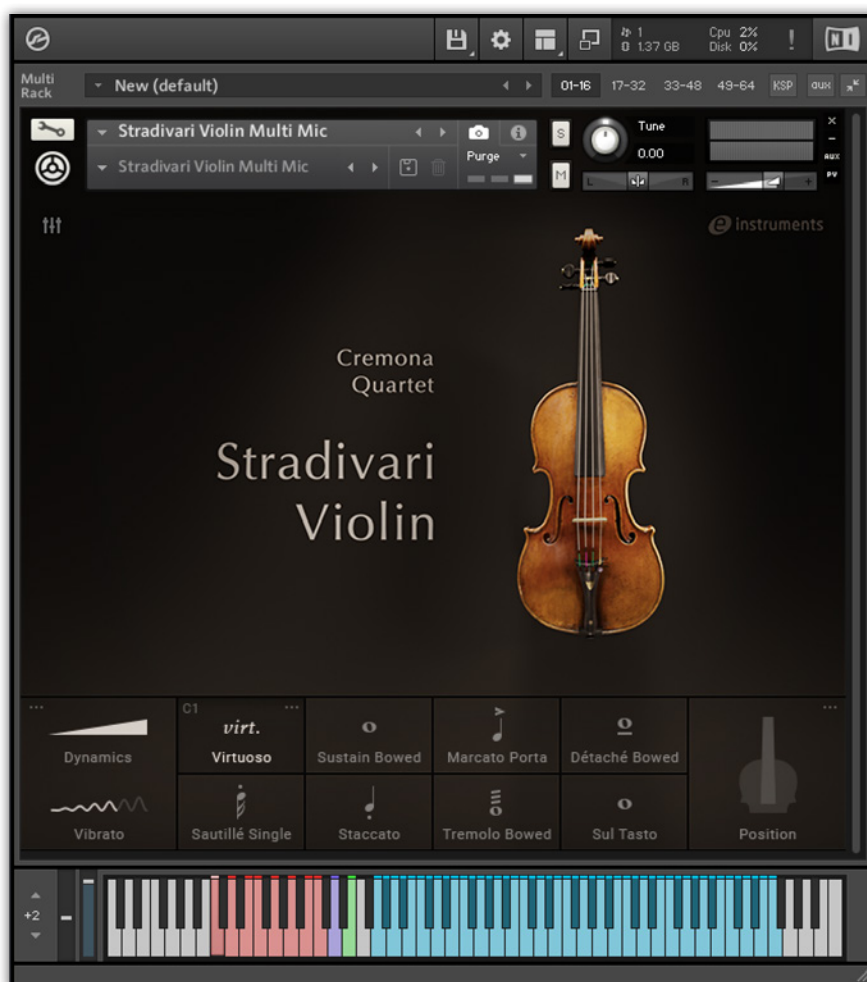 1
1.37 GB
Cpu 2%
Disk 0%
!
NI
Multi
Rack
New (default)
01-16
17-32
33-48
49-64
KSP
aux
Stradivari Violin Multi Mic
i
S
Tune
0.00
×
–
AUX
PV
Stradivari Violin Multi Mic
Purge
M
L
R
-
+
e instruments
Cremona
Quartet
Stradivari
Violin
Dynamics
C1
virt.
Virtuoso
Sustain Bowed
Marcato Porta
Détaché Bowed
Vibrato
Sautillé Single
Staccato
Tremolo Bowed
Sul Tasto
Position
+2